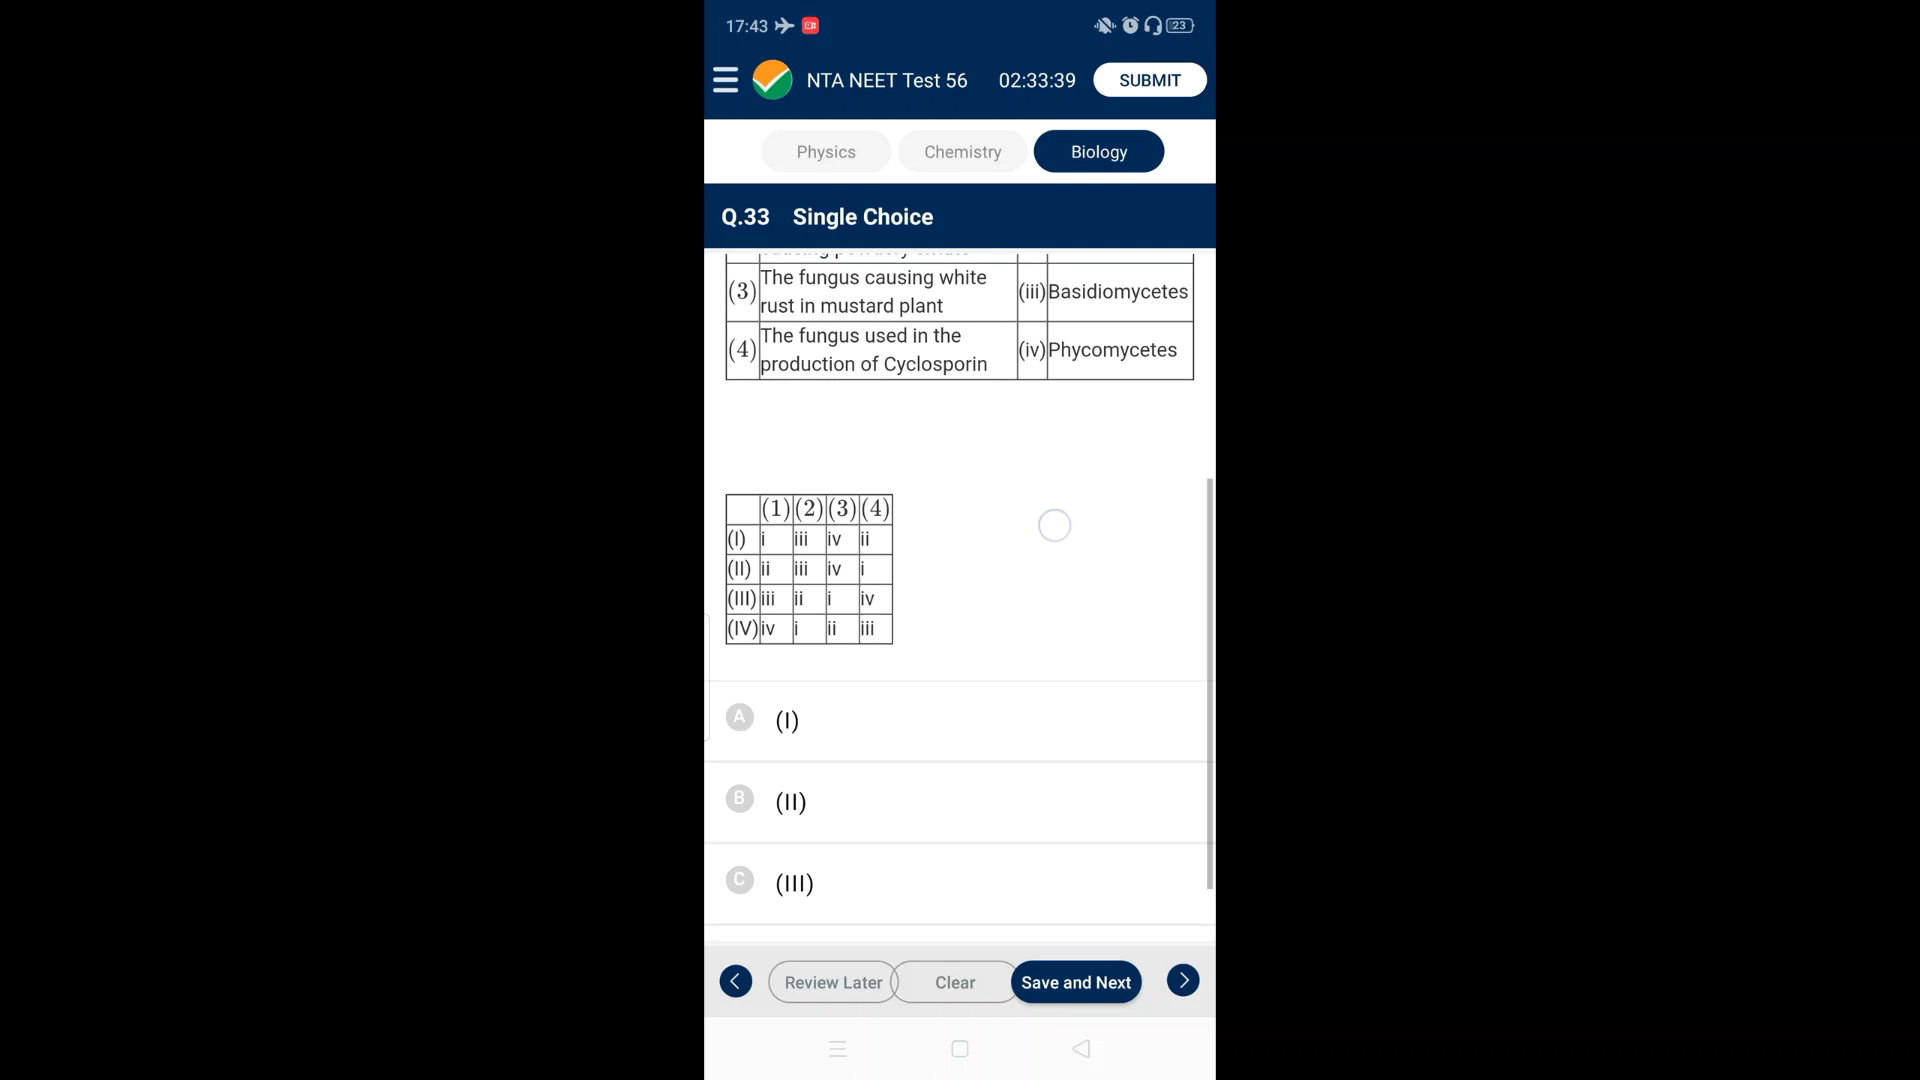 17:43
23
NTA NEET Test 56 02:33:39 SUBMIT
Physics Chemistry Biology
Q.33 Single Choice
(3) The fungus causing white rust in mustard plant (iii) Basidiomycetes
(4) The fungus used in the production of Cyclosporin (iv) Phycomycetes
(1) (2) (3) (4)
(I) i iii iv ii
(II) ii iii iv i
(III) iii ii i iv
(IV) iv i ii iii
A (I)
B (II)
C (III)
Review Later Clear Save and Next